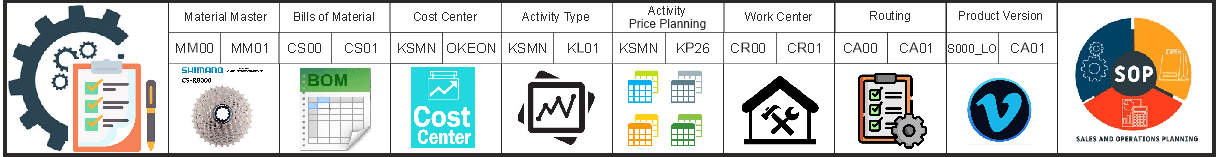 Material Master
Bills of Material
Cost Center
Activity Type
Activity
Price Planning
Work Center
Routing
Product Version
MM00 MM01
CS00 CS01
KSMN OKEON
KSMN KL01
KSMN KP26
CR00 CR01
CA00 CA01
S000_LO CA01
SHIMANO
CS-R8000
BOM
Cost
Center
SOP
SALES AND OPERATIONS PLANNING